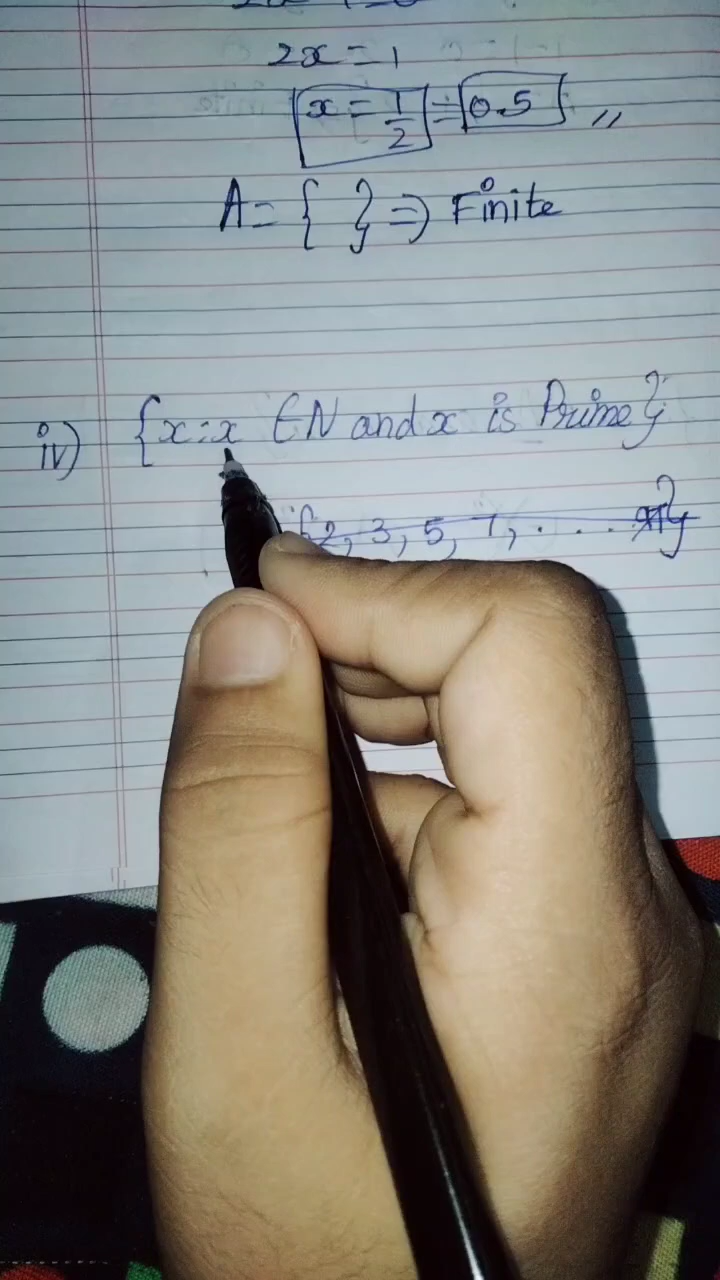 2x = 1
x = 1/2 = 0.5 //
A = { } => Finite
iv) {x : x ∈ N and x is Prime}
{2, 3, 5, 7, . . . }